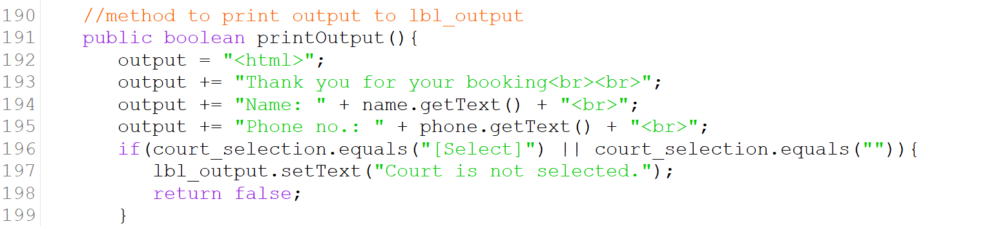 190    //method to print output to lbl_output
191    public boolean printOutput(){
192       output = "<html>";
193       output += "Thank you for your booking<br><br>";
194       output += "Name: " + name.getText() + "<br>";
195       output += "Phone no.: " + phone.getText() + "<br>";
196       if(court_selection.equals("[Select]") || court_selection.equals("")){
197          lbl_output.setText("Court is not selected.");
198          return false;
199       }